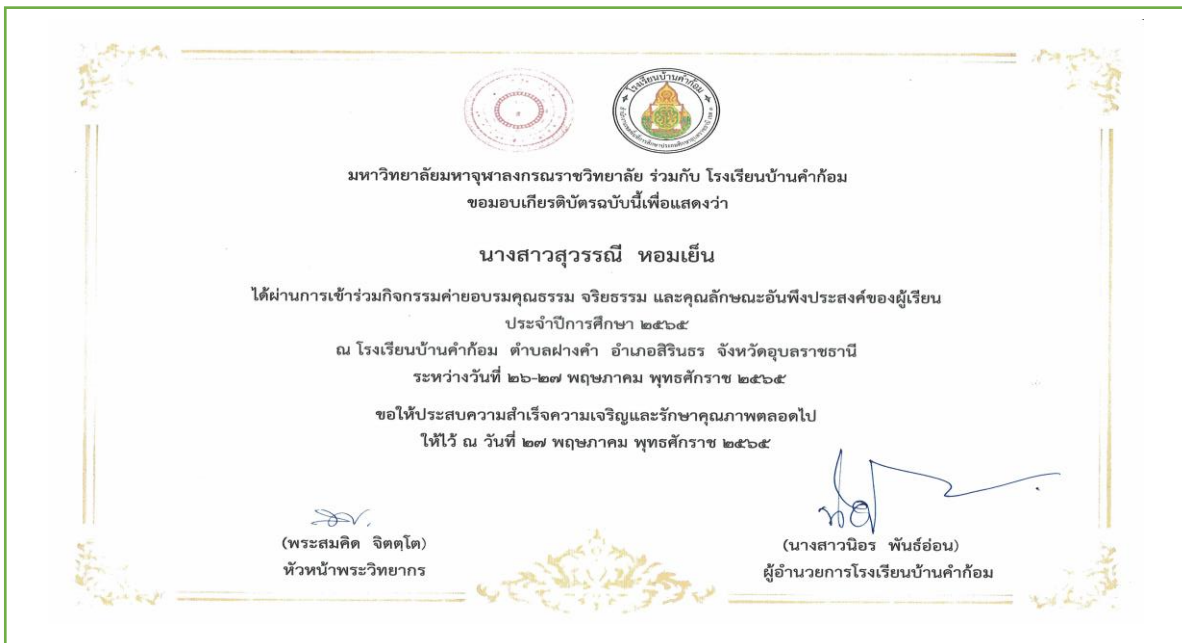 โรงเรียนบ้านคำก้อม
มหาวิทยาลัยมหาจุฬาลงกรณราชวิทยาลัย ร่วมกับ โรงเรียนบ้านคำก้อม
ขอมอบเกียรติบัตรฉบับนี้เพื่อแสดงว่า
นางสาวสุวรรณี หอมเย็น
ได้ผ่านการเข้าร่วมกิจกรรมค่ายอบรมคุณธรรม จริยธรรม และคุณลักษณะอันพึงประสงค์ของผู้เรียน
ประจำปีการศึกษา ๒๕๖๕
ณ โรงเรียนบ้านคำก้อม ตำบลฝางคำ อำเภอสิรินธร จังหวัดอุบลราชธานี
ระหว่างวันที่ ๒๖-๒๗ พฤษภาคม พุทธศักราช ๒๕๖๕
ขอให้ประสบความสำเร็จความเจริญและรักษาคุณภาพตลอดไป
ให้ไว้ ณ วันที่ ๒๗ พฤษภาคม พุทธศักราช ๒๕๖๕
(พระสมคิด จิตตฺโต)
หัวหน้าพระวิทยากร
(นางสาวนิอร พันธ์อ่อน)
ผู้อำนวยการโรงเรียนบ้านคำก้อม